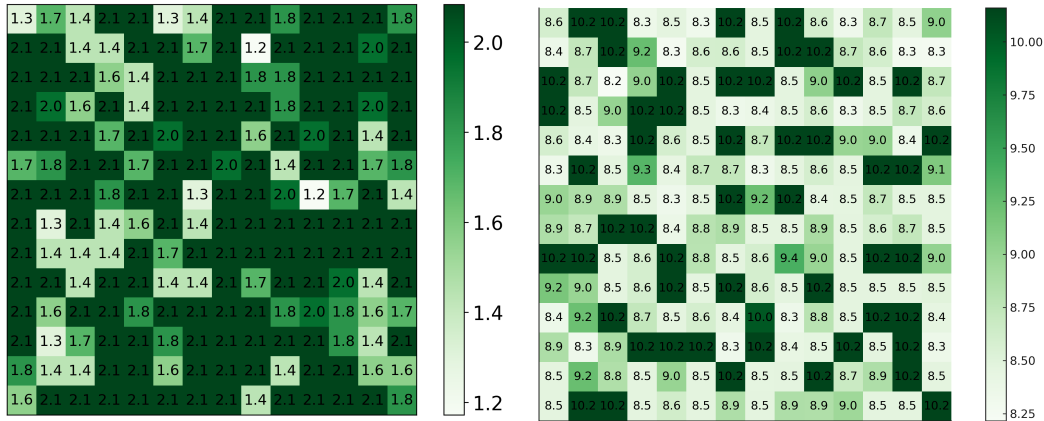 1.3 1.7 1.4 2.1 2.1 1.3 1.4 2.1 2.1 2.1 2.1 2.1 2.1 1.8
2.1 2.1 1.4 1.4 2.1 2.1 1.7 2.1 1.2 2.1 2.1 2.1 2.0 2.1
2.1 2.1 2.1 1.6 1.4 2.1 2.1 2.1 1.8 1.8 2.1 2.1 2.1 2.1
2.1 2.0 1.6 2.1 1.4 2.1 2.1 2.1 2.1 1.8 2.1 2.1 2.0 2.1
2.1 2.1 2.1 1.7 2.1 2.0 2.1 2.1 1.6 2.1 2.0 2.1 1.4 2.1
1.7 1.8 2.1 2.1 1.7 2.1 2.1 2.0 2.1 1.4 2.1 2.1 1.7 1.8
2.1 2.1 2.1 1.8 2.1 2.1 1.3 2.1 2.1 2.0 1.2 1.7 2.1 1.4
2.1 1.3 2.1 1.4 1.6 2.1 1.4 2.1 2.1 2.1 2.1 2.1 2.1 2.1
2.1 1.4 1.4 1.4 2.1 1.7 2.1 2.1 2.1 2.1 2.1 2.1 2.1 2.1
2.1 2.1 1.4 2.1 2.1 1.4 1.4 2.1 1.7 2.1 2.1 2.0 1.4 2.1
2.1 1.6 2.1 2.1 1.8 2.1 2.1 2.1 2.1 1.8 2.0 1.8 1.6 1.7
2.1 1.3 1.7 2.1 2.1 1.8 2.1 2.1 2.1 2.1 2.1 1.8 1.4 2.1
1.8 1.4 1.4 2.1 2.1 1.6 2.1 2.1 2.1 1.4 2.1 2.1 1.6 1.6
1.6 2.1 2.1 2.1 2.1 2.1 2.1 2.1 1.4 2.1 2.1 2.1 2.1 1.8
2.0
1.8
1.6
1.4
1.2
8.6 10.2 10.2 8.3 8.5 8.3 10.2 8.5 10.2 8.3 8.3 8.7 8.5 9.0
8.4 8.7 10.2 9.2 8.3 8.6 8.6 8.5 10.2 10.2 8.7 8.6 8.3 8.3
10.2 8.7 8.2 9.0 10.2 8.5 10.2 10.2 8.5 9.0 10.2 8.5 10.2 8.7
10.2 8.5 9.0 10.2 10.2 8.5 8.3 8.4 8.5 8.6 8.3 8.5 8.7 8.6
8.6 8.4 8.3 10.2 8.6 8.5 10.2 8.7 10.2 10.2 9.0 9.0 8.4 10.2
8.3 10.2 8.5 9.3 8.4 8.7 8.7 8.3 8.5 8.6 8.5 10.2 10.2 9.1
9.0 8.9 8.9 8.5 8.3 8.5 10.2 9.2 10.2 8.4 8.5 8.7 8.5 8.5
8.9 8.7 10.2 10.2 8.4 8.8 8.9 8.5 8.5 8.9 8.5 8.6 8.7 8.5
10.2 10.2 8.5 8.6 10.2 8.8 8.5 8.6 9.4 9.0 8.5 10.2 10.2 9.0
9.2 9.0 8.5 8.6 10.2 8.5 10.2 8.6 10.2 8.5 8.5 8.5 8.5 8.5
8.4 9.2 10.2 8.7 8.5 8.6 8.4 10.0 8.3 8.8 8.5 10.2 10.2 8.4
8.9 8.3 8.9 10.2 10.2 10.2 8.3 10.2 8.4 8.5 10.2 8.5 10.2 8.3
8.5 9.2 8.8 8.5 9.0 8.5 10.2 8.5 8.5 10.2 8.7 8.9 10.2 8.5
8.5 10.2 10.2 8.5 8.6 8.5 8.9 8.5 8.9 8.9 9.0 8.5 8.5 10.2
10.00
9.75
9.50
9.25
9.00
8.75
8.50
8.25